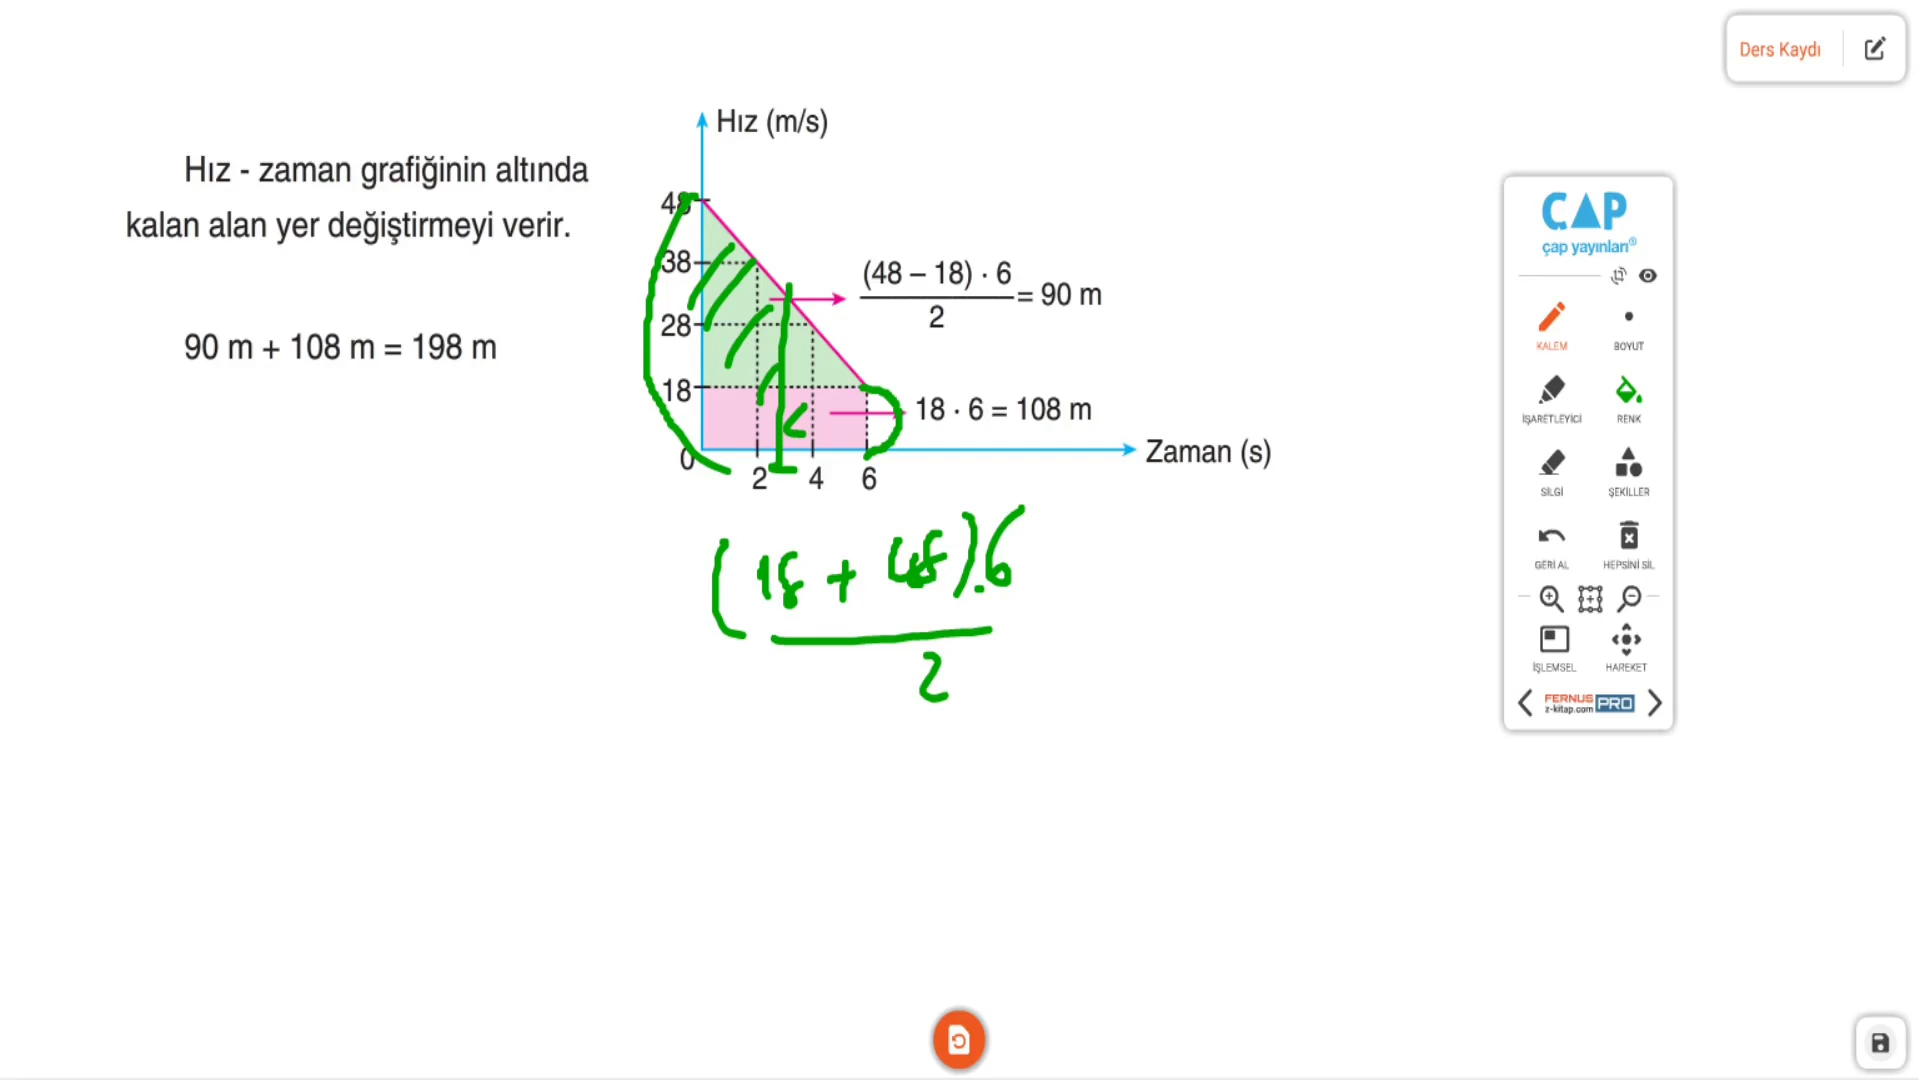 Ders Kaydı
Hız (m/s)
Hız - zaman grafiğinin altında
kalan alan yer değiştirmeyi verir.
90 m + 108 m = 198 m
48
38
28
18
0
2 4 6
(48 – 18) · 6
2
= 90 m
18 · 6 = 108 m
Zaman (s)
(18 + 48).6
2
ÇAP
çap yayınları®
KALEM
BOYUT
İŞARETLEYİCİ
RENK
SİLGİ
ŞEKİLLER
GERİ AL
HEPSİNİ SİL
İŞLEMSEL
HAREKET
FERNUS
z-kitap.com
PRO